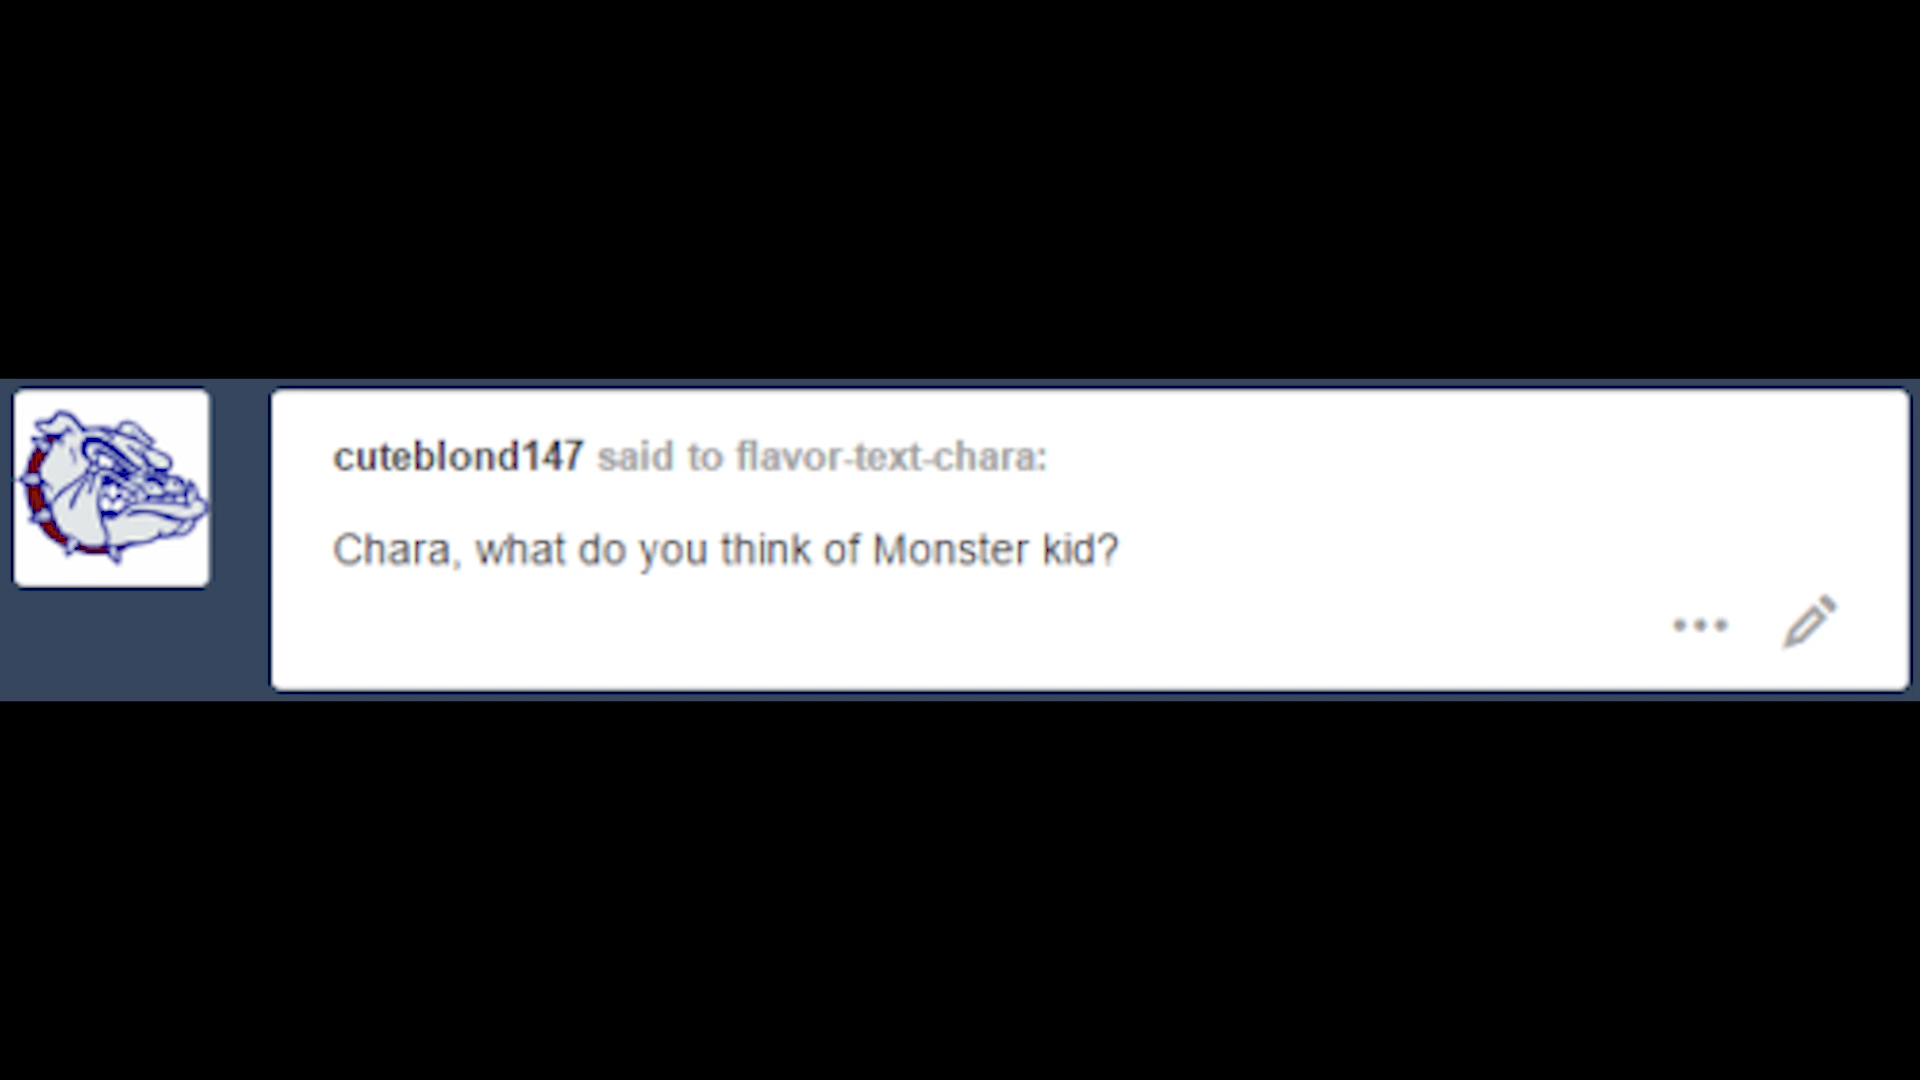 cuteblond147 said to flavor-text-chara:
Chara, what do you think of Monster kid?